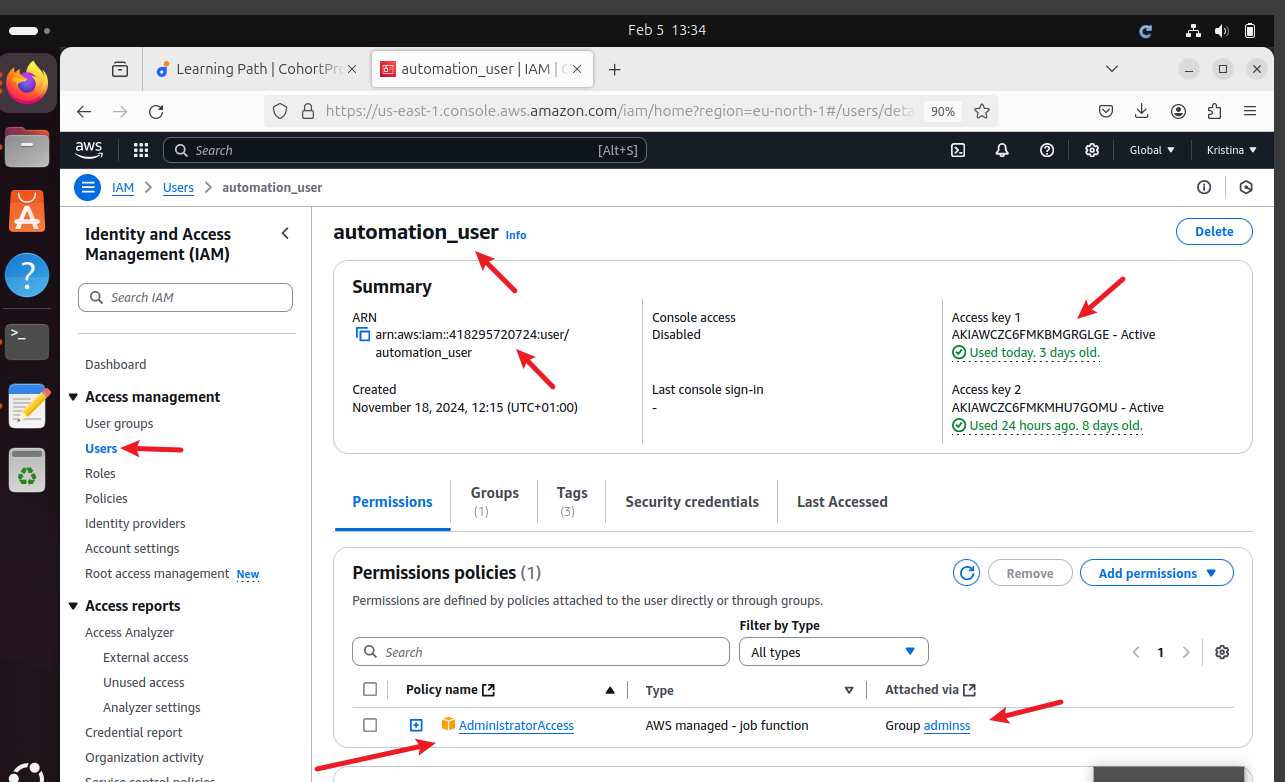 Feb 5 13:34
Learning Path | CohortPr
automation_user | IAM |
https://us-east-1.console.aws.amazon.com/iam/home?region=eu-north-1#/users/deta
90%
aws
Search
[Alt+S]
Global
Kristina
IAM
Users
automation_user
Identity and Access
Management (IAM)
Search IAM
Dashboard
Access management
User groups
Users
Roles
Policies
Identity providers
Account settings
Root access management New
Access reports
Access Analyzer
External access
Unused access
Analyzer settings
Credential report
Organization activity
Service control policies
automation_user Info
Delete
Summary
ARN
arn:aws:iam::418295720724:user/
automation_user
Created
November 18, 2024, 12:15 (UTC+01:00)
Console access
Disabled
Last console sign-in
-
Access key 1
AKIAWCZC6FMKBMGRGLGE - Active
Used today. 3 days old.
Access key 2
AKIAWCZC6FMKMHU7GOMU - Active
Used 24 hours ago. 8 days old.
Permissions
Groups
(1)
Tags
(3)
Security credentials
Last Accessed
Permissions policies (1)
Remove
Add permissions
Permissions are defined by policies attached to the user directly or through groups.
Filter by Type
Search
All types
1
Policy name
Type
Attached via
AdministratorAccess
AWS managed - job function
Group adminss